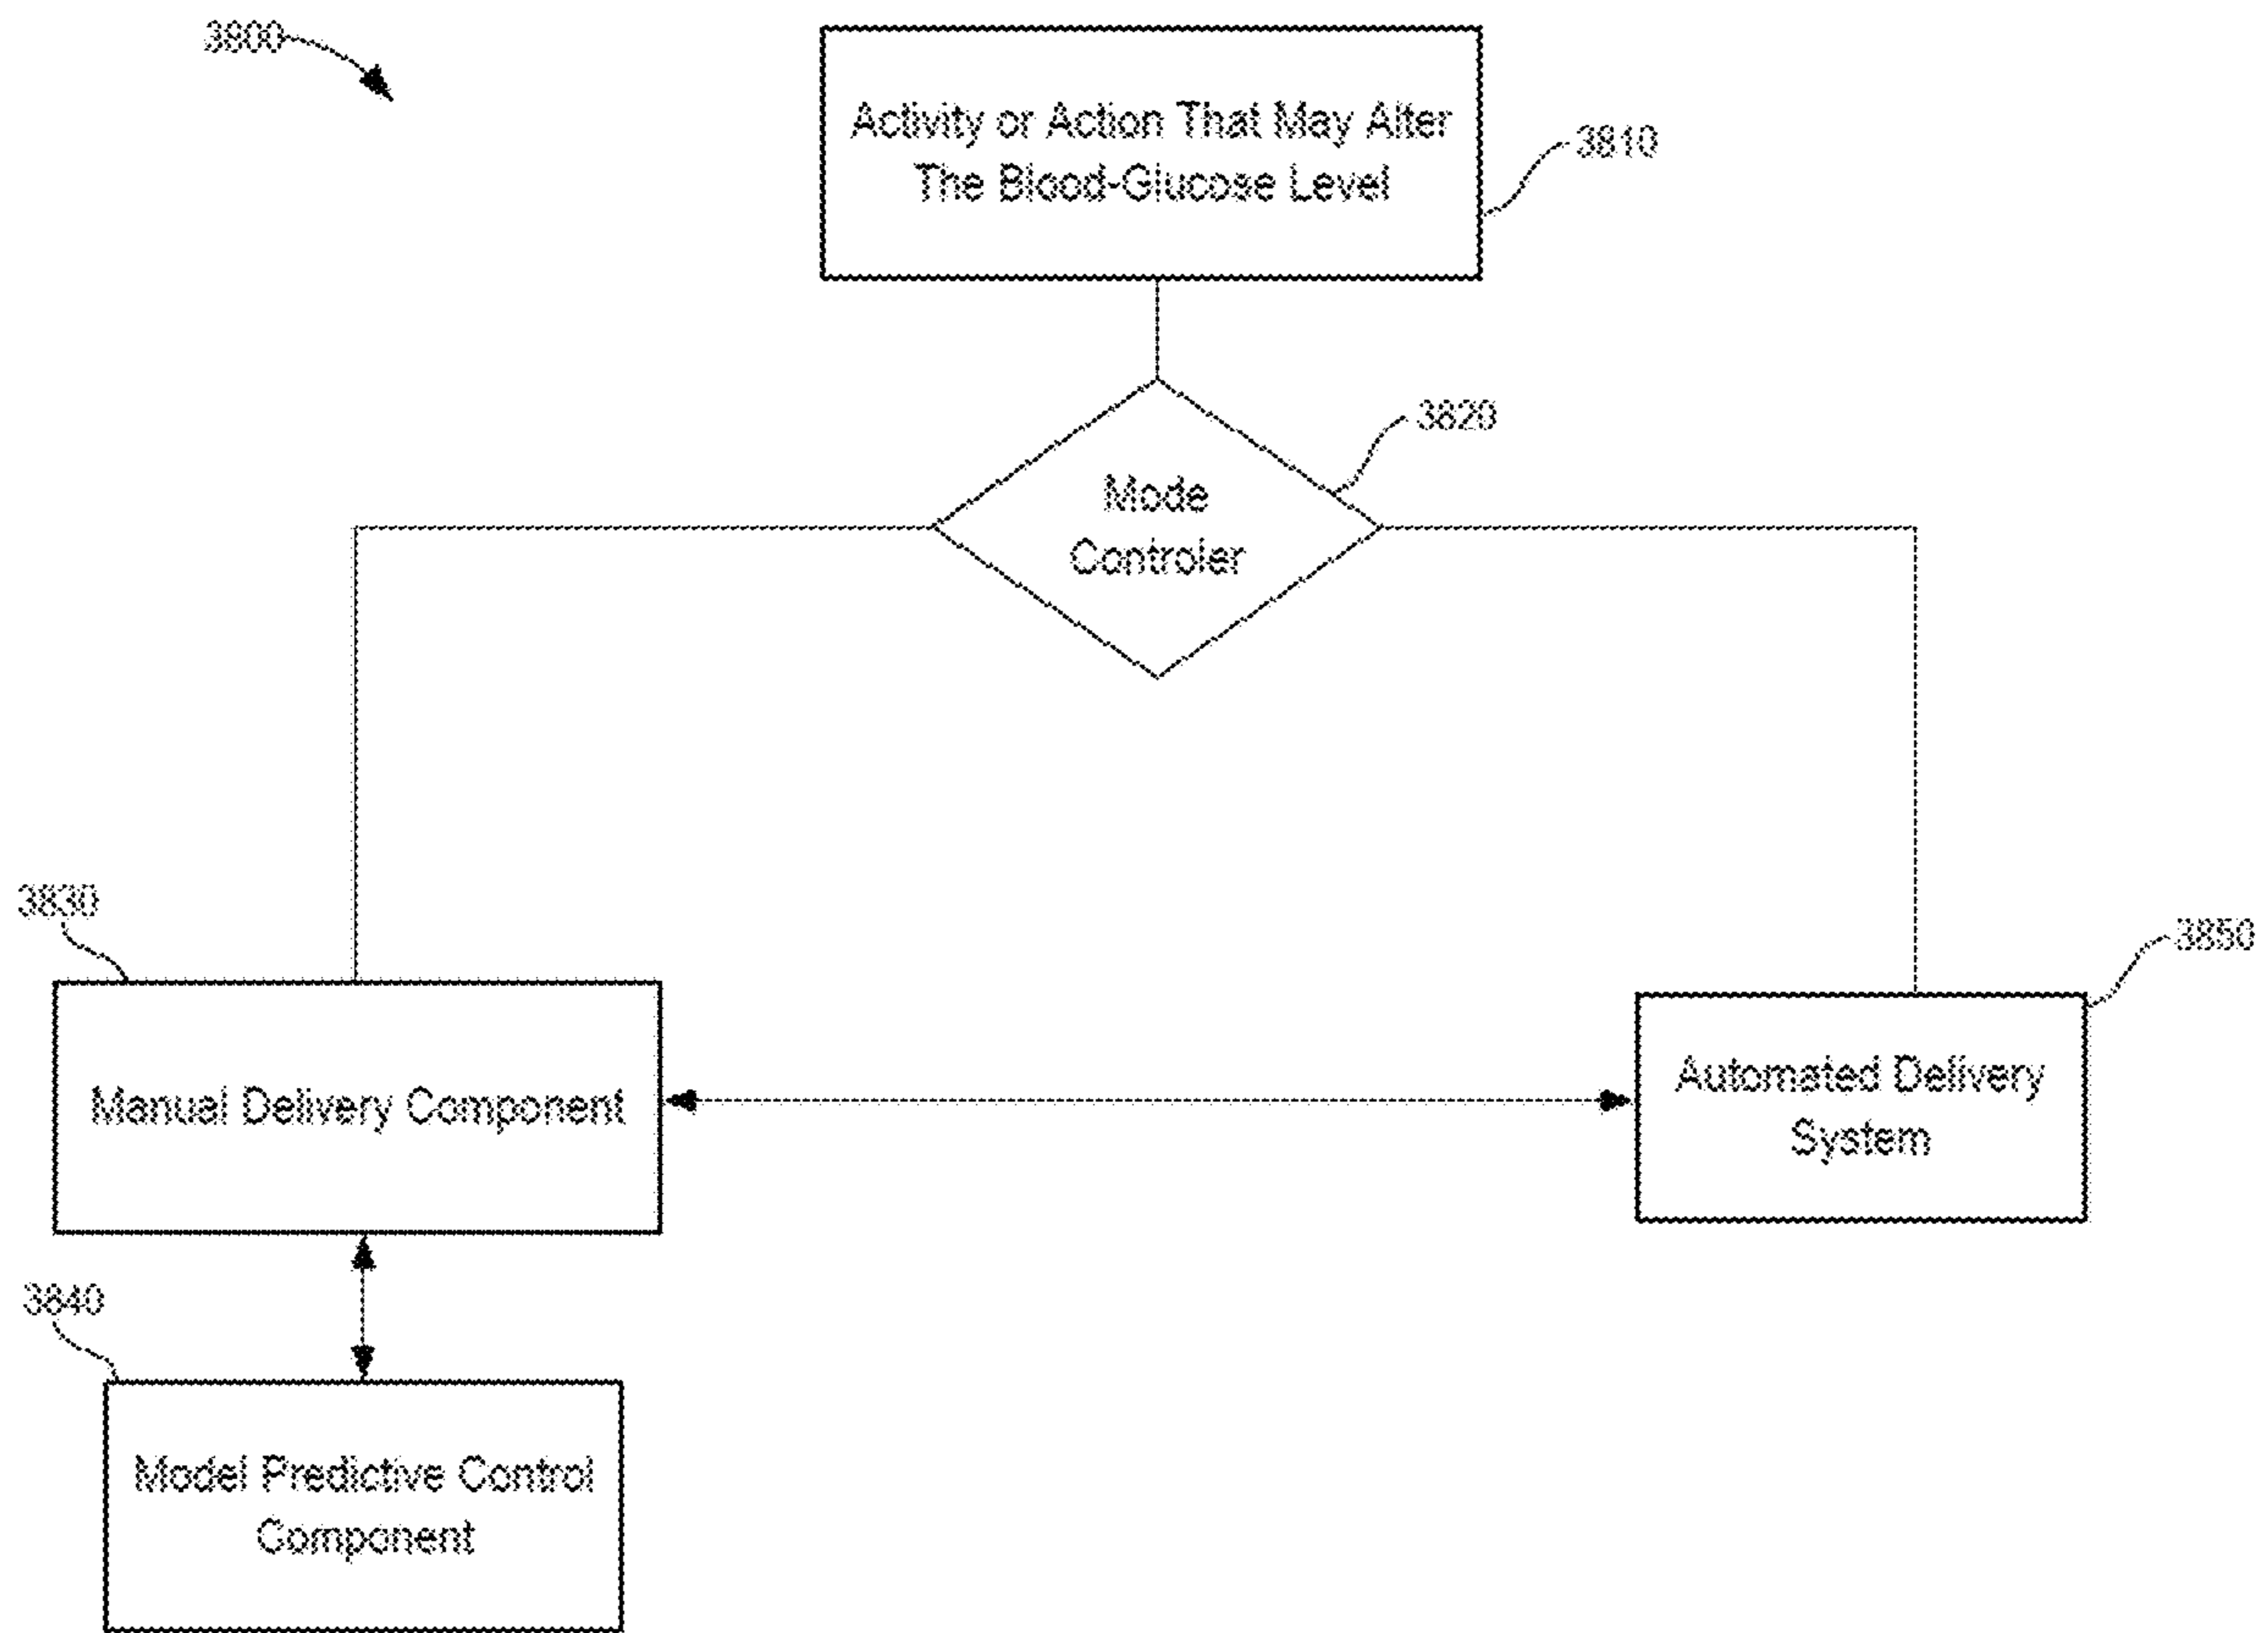 3800
Activity or Action That May Alter
The Blood-Glucose Level
3810
3820
Mode
Controler
3830
3850
Manual Delivery Component
Automated Delivery
System
3840
Model Predictive Control
Component